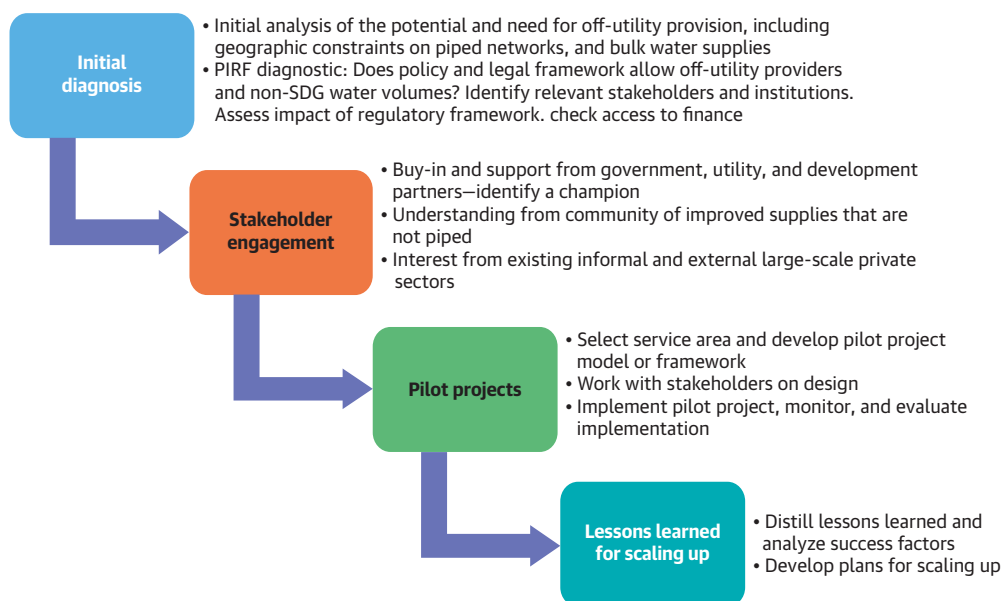 Initial
diagnosis
• Initial analysis of the potential and need for off-utility provision, including
geographic constraints on piped networks, and bulk water supplies
• PIRF diagnostic: Does policy and legal framework allow off-utility providers
and non-SDG water volumes? Identify relevant stakeholders and institutions.
Assess impact of regulatory framework. check access to finance
Stakeholder
engagement
• Buy-in and support from government, utility, and development
partners—identify a champion
• Understanding from community of improved supplies that are
not piped
• Interest from existing informal and external large-scale private
sectors
Pilot projects
• Select service area and develop pilot project
model or framework
• Work with stakeholders on design
• Implement pilot project, monitor, and evaluate
implementation
Lessons learned
for scaling up
• Distill lessons learned and
analyze success factors
• Develop plans for scaling up